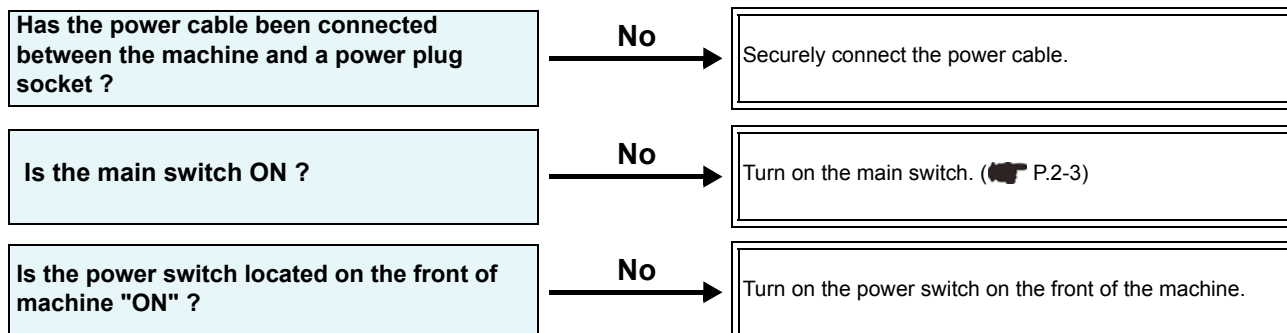 Has the power cable been connected
between the machine and a power plug
socket ?
No
Securely connect the power cable.
Is the main switch ON ?
No
Turn on the main switch. ( P.2-3)
Is the power switch located on the front of
machine "ON" ?
No
Turn on the power switch on the front of the machine.